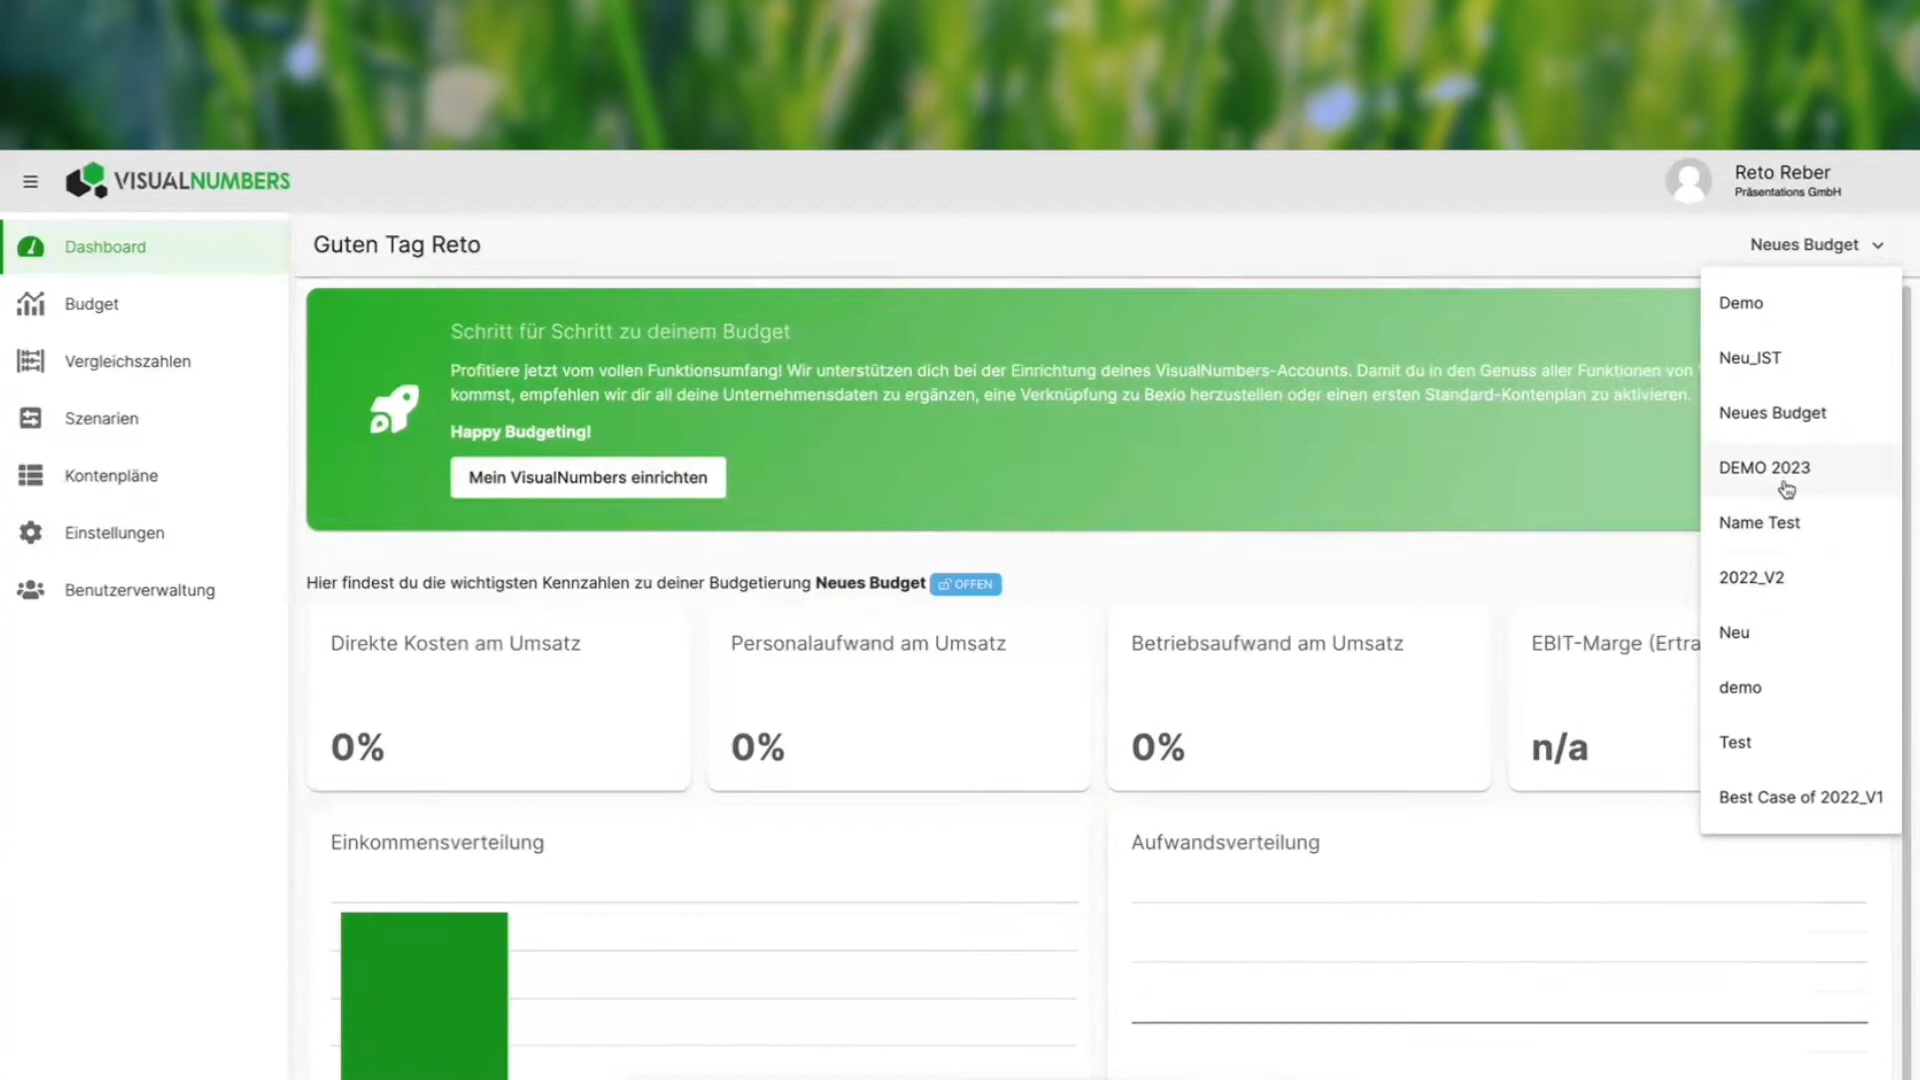 VISUALNUMBERS
Reto Reber
Präsentations GmbH
Dashboard
Budget
Vergleichszahlen
Szenarien
Kontenpläne
Einstellungen
Benutzerverwaltung
Guten Tag Reto
Neues Budget
Schritt für Schritt zu deinem Budget
Profitiere jetzt vom vollen Funktionsumfang! Wir unterstützen dich bei der Einrichtung deines VisualNumbers-Accounts. Damit du in den Genuss aller Funktionen von
kommst, empfehlen wir dir all deine Unternehmensdaten zu ergänzen, eine Verknüpfung zu Bexio herzustellen oder einen ersten Standard-Kontenplan zu aktivieren.
Happy Budgeting!
Mein VisualNumbers einrichten
Demo
Neu_IST
Neues Budget
DEMO 2023
Name Test
2022_V2
Neu
demo
Test
Best Case of 2022_V1
Hier findest du die wichtigsten Kennzahlen zu deiner Budgetierung Neues Budget OFFEN
Direkte Kosten am Umsatz
0%
Personalaufwand am Umsatz
0%
Betriebsaufwand am Umsatz
0%
EBIT-Marge (Ertra
n/a
Einkommensverteilung
Aufwandsverteilung